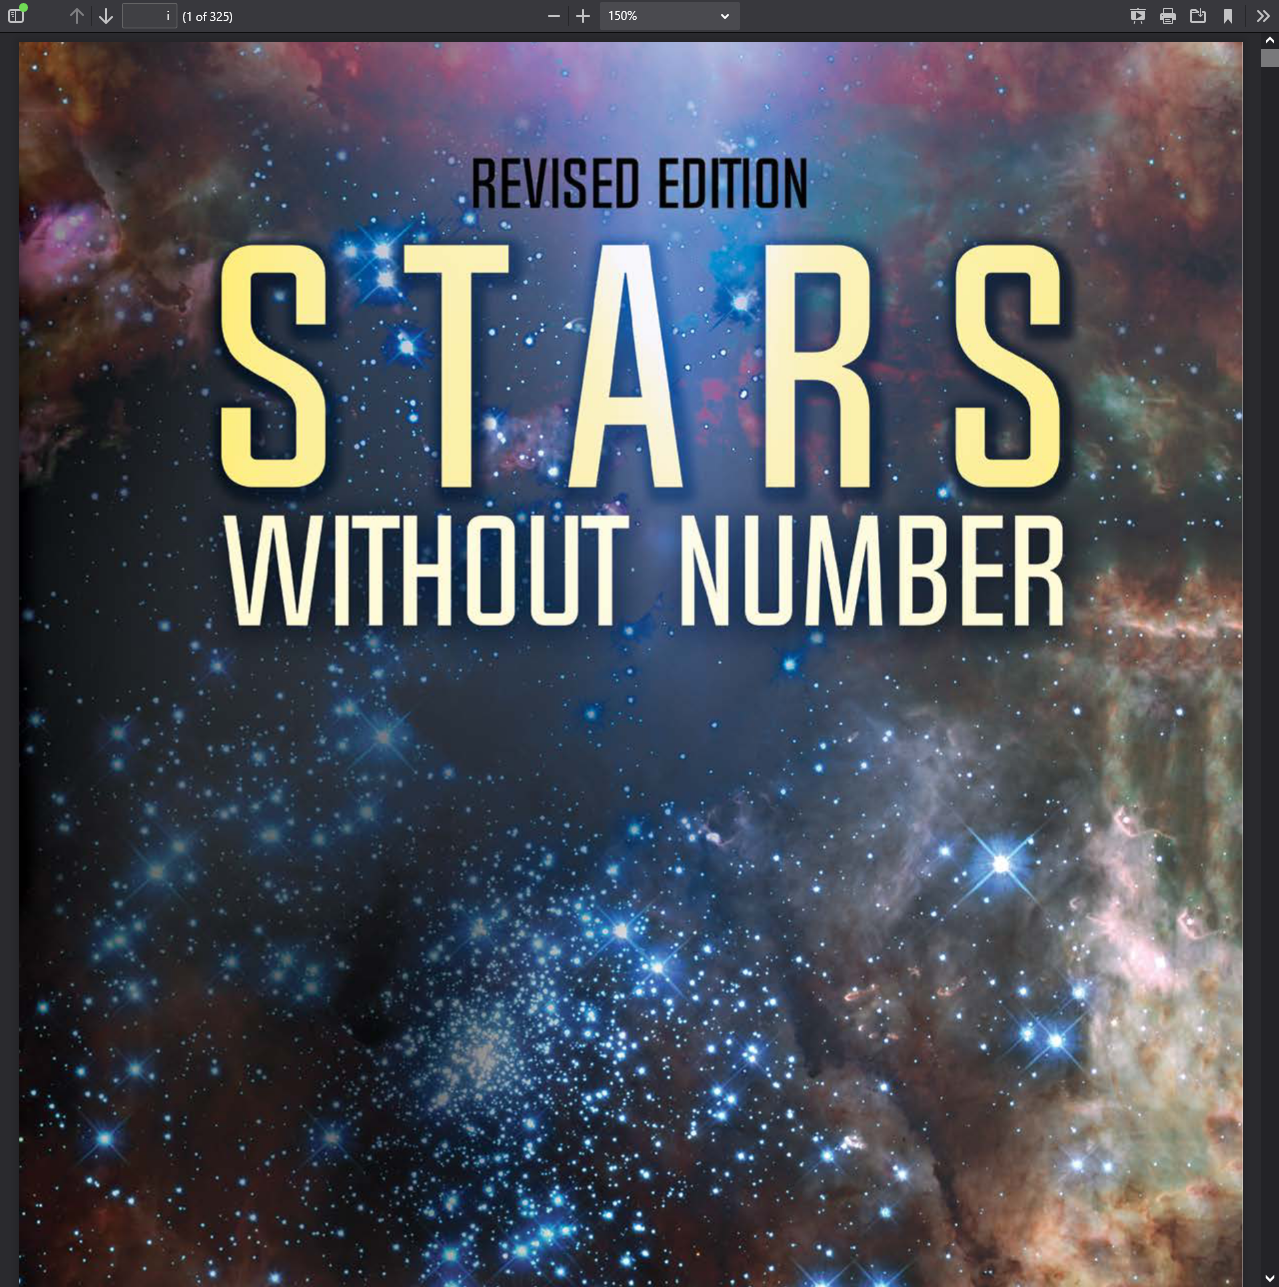 i (1 of 325) 150%
REVISED EDITION
STARS
WITHOUT NUMBER